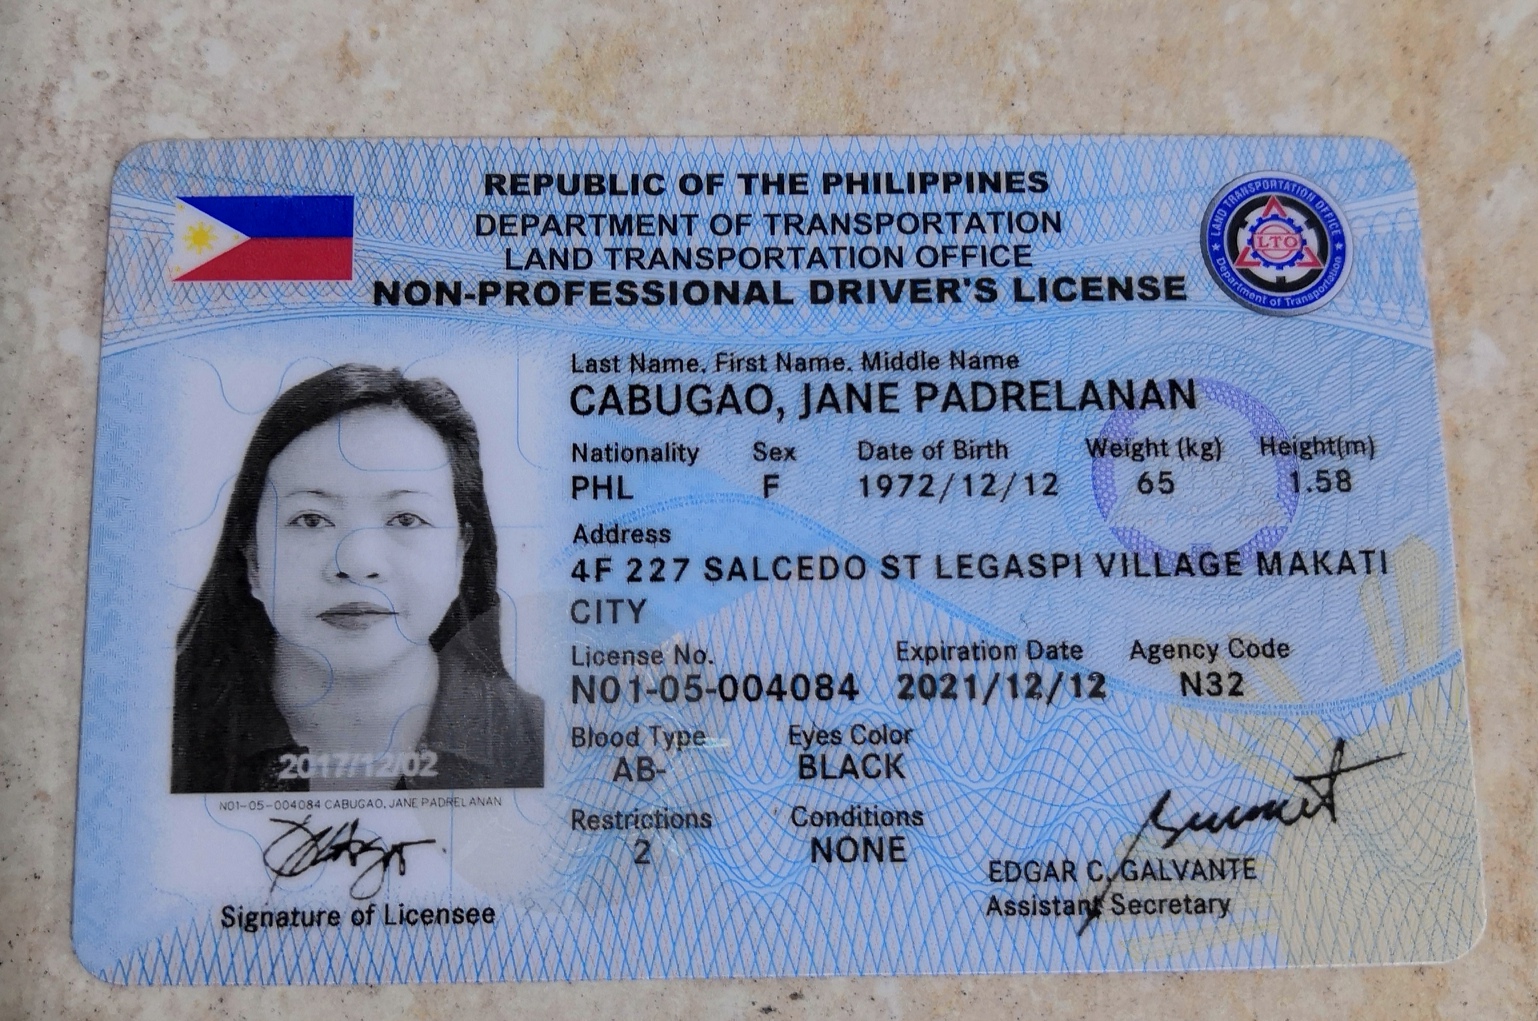 REPUBLIC OF THE PHILIPPINES
DEPARTMENT OF TRANSPORTATION
LAND TRANSPORTATION OFFICE
NON-PROFESSIONAL DRIVER'S LICENSE
LAND TRANSPORTATION OFFICE
LTO
Department of Transportation
Last Name, First Name, Middle Name
CABUGAO, JANE PADRELANAN
Nationality Sex Date of Birth Weight (kg) Height(m)
PHL F 1972/12/12 65 1.58
Address
4F 227 SALCEDO ST LEGASPI VILLAGE MAKATI
CITY
License No. Expiration Date Agency Code
N01-05-004084 2021/12/12 N32
Blood Type Eyes Color
AB- BLACK
Restrictions Conditions
2 NONE
2017/12/02
N01-05-004084 CABUGAO, JANE PADRELANAN
Signature of Licensee
EDGAR C. GALVANTE
Assistant Secretary